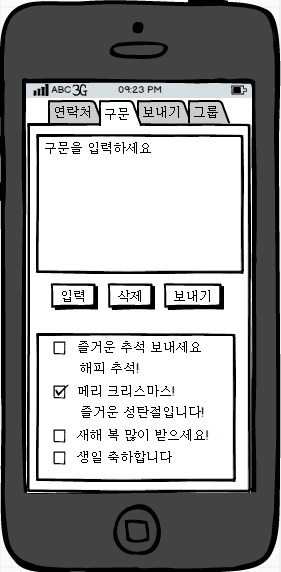 ABC 3G 09:23 PM
연락처 구문 보내기 그룹
구문을 입력하세요
입력 삭제 보내기
즐거운 추석 보내세요
해피 추석!
메리 크리스마스!
즐거운 성탄절입니다!
새해 복 많이 받으세요!
생일 축하합니다